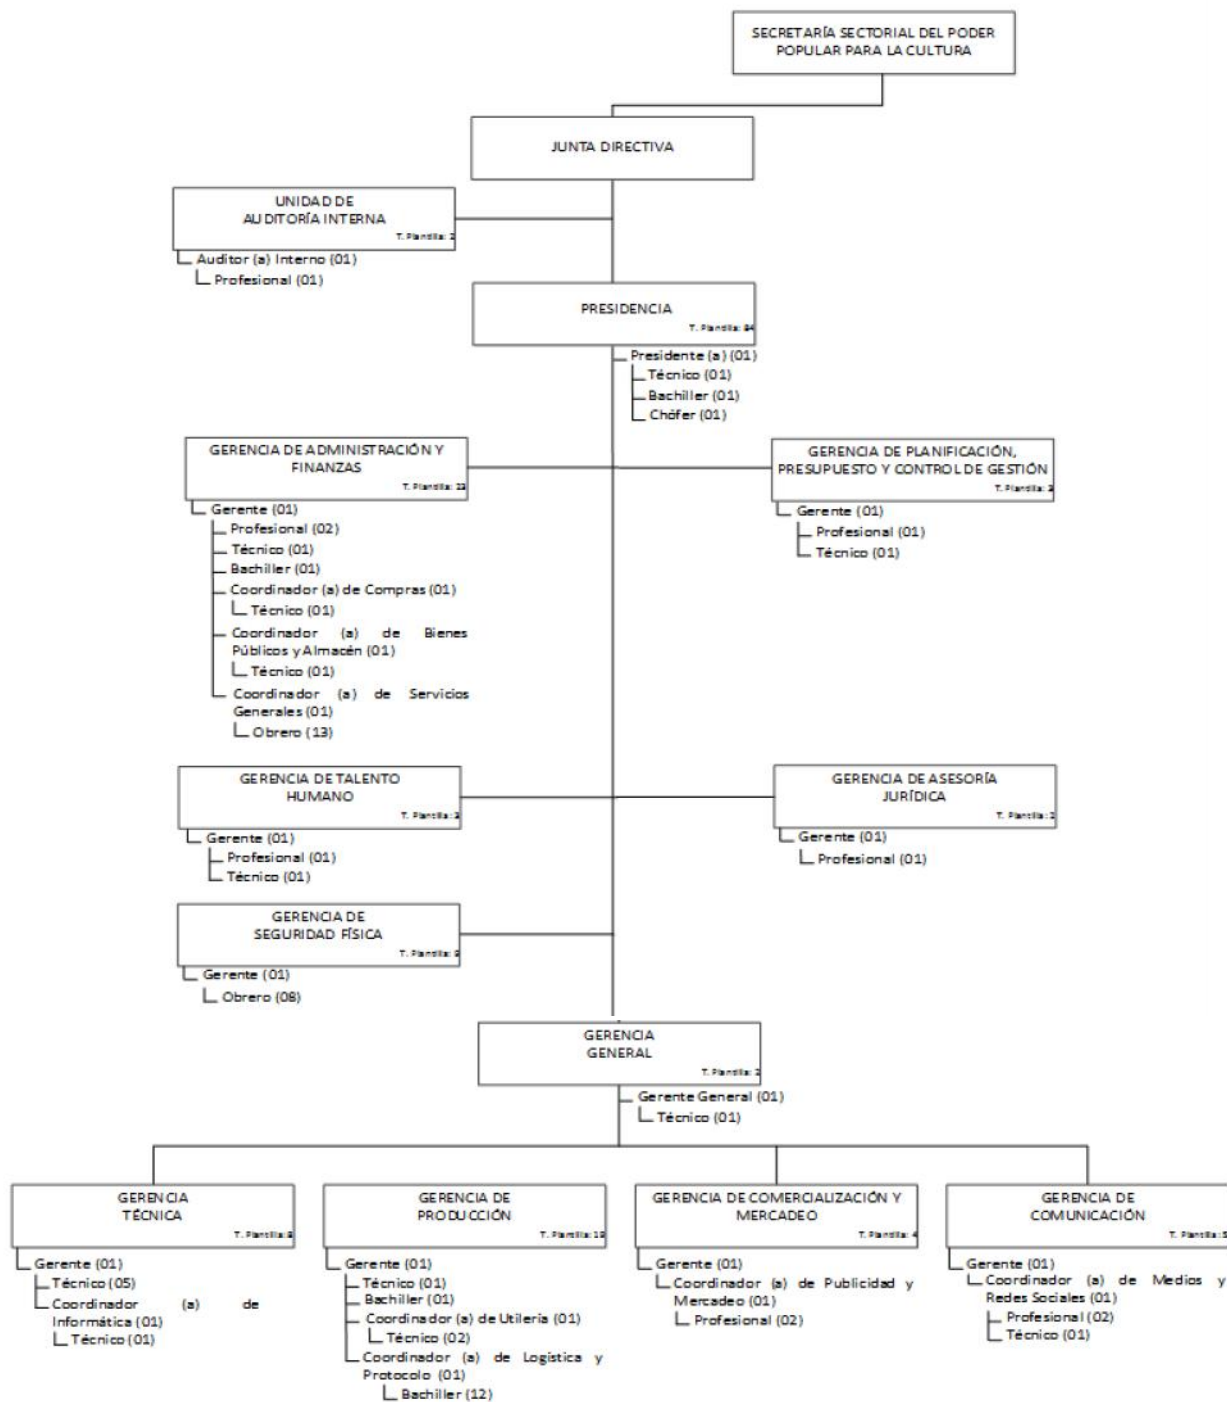 SECRETARÍA SECTORIAL DEL PODER
POPULAR PARA LA CULTURA
JUNTA DIRECTIVA
UNIDAD DE
AUDITORÍA INTERNA
T. Plantilla: 2
Auditor (a) Interno (01)
Profesional (01)
PRESIDENCIA
T. Plantilla: 84
Presidente (a) (01)
Técnico (01)
Bachiller (01)
Chófer (01)
GERENCIA DE ADMINISTRACIÓN Y
FINANZAS
T. Plantilla: 23
Gerente (01)
Profesional (02)
Técnico (01)
Bachiller (01)
Coordinador (a) de Compras (01)
Técnico (01)
Coordinador (a) de Bienes
Públicos y Almacén (01)
Técnico (01)
Coordinador (a) de Servicios
Generales (01)
Obrero (13)
GERENCIA DE PLANIFICACIÓN,
PRESUPUESTO Y CONTROL DE GESTIÓN
T. Plantilla: 3
Gerente (01)
Profesional (01)
Técnico (01)
GERENCIA DE TALENTO
HUMANO
T. Plantilla: 3
Gerente (01)
Profesional (01)
Técnico (01)
GERENCIA DE ASESORÍA
JURÍDICA
T. Plantilla: 2
Gerente (01)
Profesional (01)
GERENCIA DE
SEGURIDAD FÍSICA
T. Plantilla: 9
Gerente (01)
Obrero (08)
GERENCIA
GENERAL
T. Plantilla: 2
Gerente General (01)
Técnico (01)
GERENCIA
TÉCNICA
T. Plantilla: 8
Gerente (01)
Técnico (05)
Coordinador (a) de
Informática (01)
Técnico (01)
GERENCIA DE
PRODUCCIÓN
T. Plantilla: 19
Gerente (01)
Técnico (01)
Bachiller (01)
Coordinador (a) de Utilería (01)
Técnico (02)
Coordinador (a) de Logística y
Protocolo (01)
Bachiller (12)
GERENCIA DE COMERCIALIZACIÓN Y
MERCADEO
T. Plantilla: 4
Gerente (01)
Coordinador (a) de Publicidad y
Mercadeo (01)
Profesional (02)
GERENCIA DE
COMUNICACIÓN
T. Plantilla: 5
Gerente (01)
Coordinador (a) de Medios y
Redes Sociales (01)
Profesional (02)
Técnico (01)